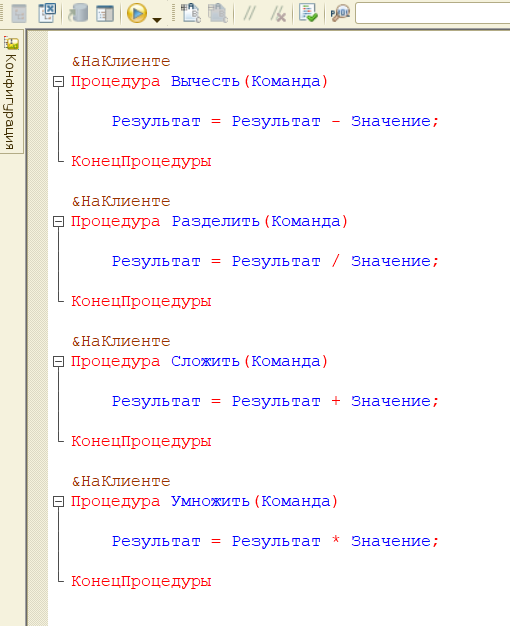 Конфигурация
&НаКлиенте
Процедура Вычесть(Команда)
Результат = Результат - Значение;
КонецПроцедуры
&НаКлиенте
Процедура Разделить(Команда)
Результат = Результат / Значение;
КонецПроцедуры
&НаКлиенте
Процедура Сложить(Команда)
Результат = Результат + Значение;
КонецПроцедуры
&НаКлиенте
Процедура Умножить(Команда)
Результат = Результат * Значение;
КонецПроцедуры